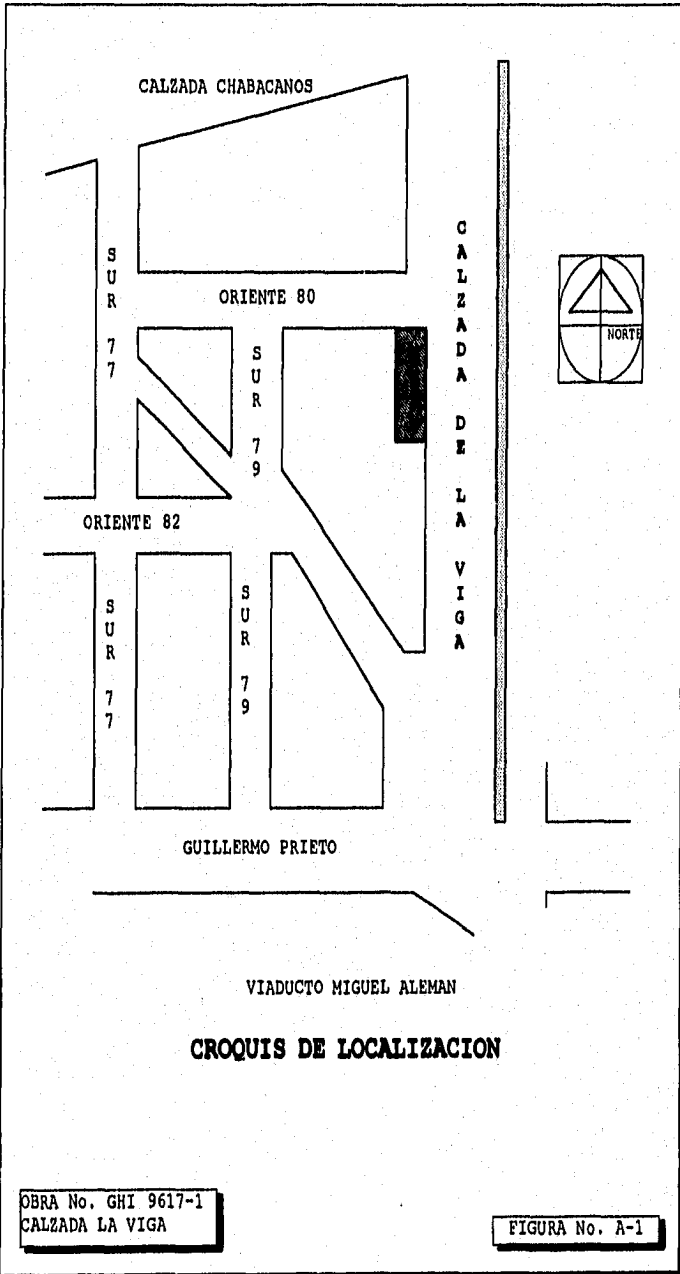 CALZADA CHABACANOS
SUR 77
ORIENTE 80
CALZADA DE LA VIGA
NORTE
SUR 79
ORIENTE 82
SUR 77
SUR 79
GUILLERMO PRIETO
VIADUCTO MIGUEL ALEMAN
CROQUIS DE LOCALIZACION
OBRA No. GHI 9617-1
CALZADA LA VIGA
FIGURA No. A-1